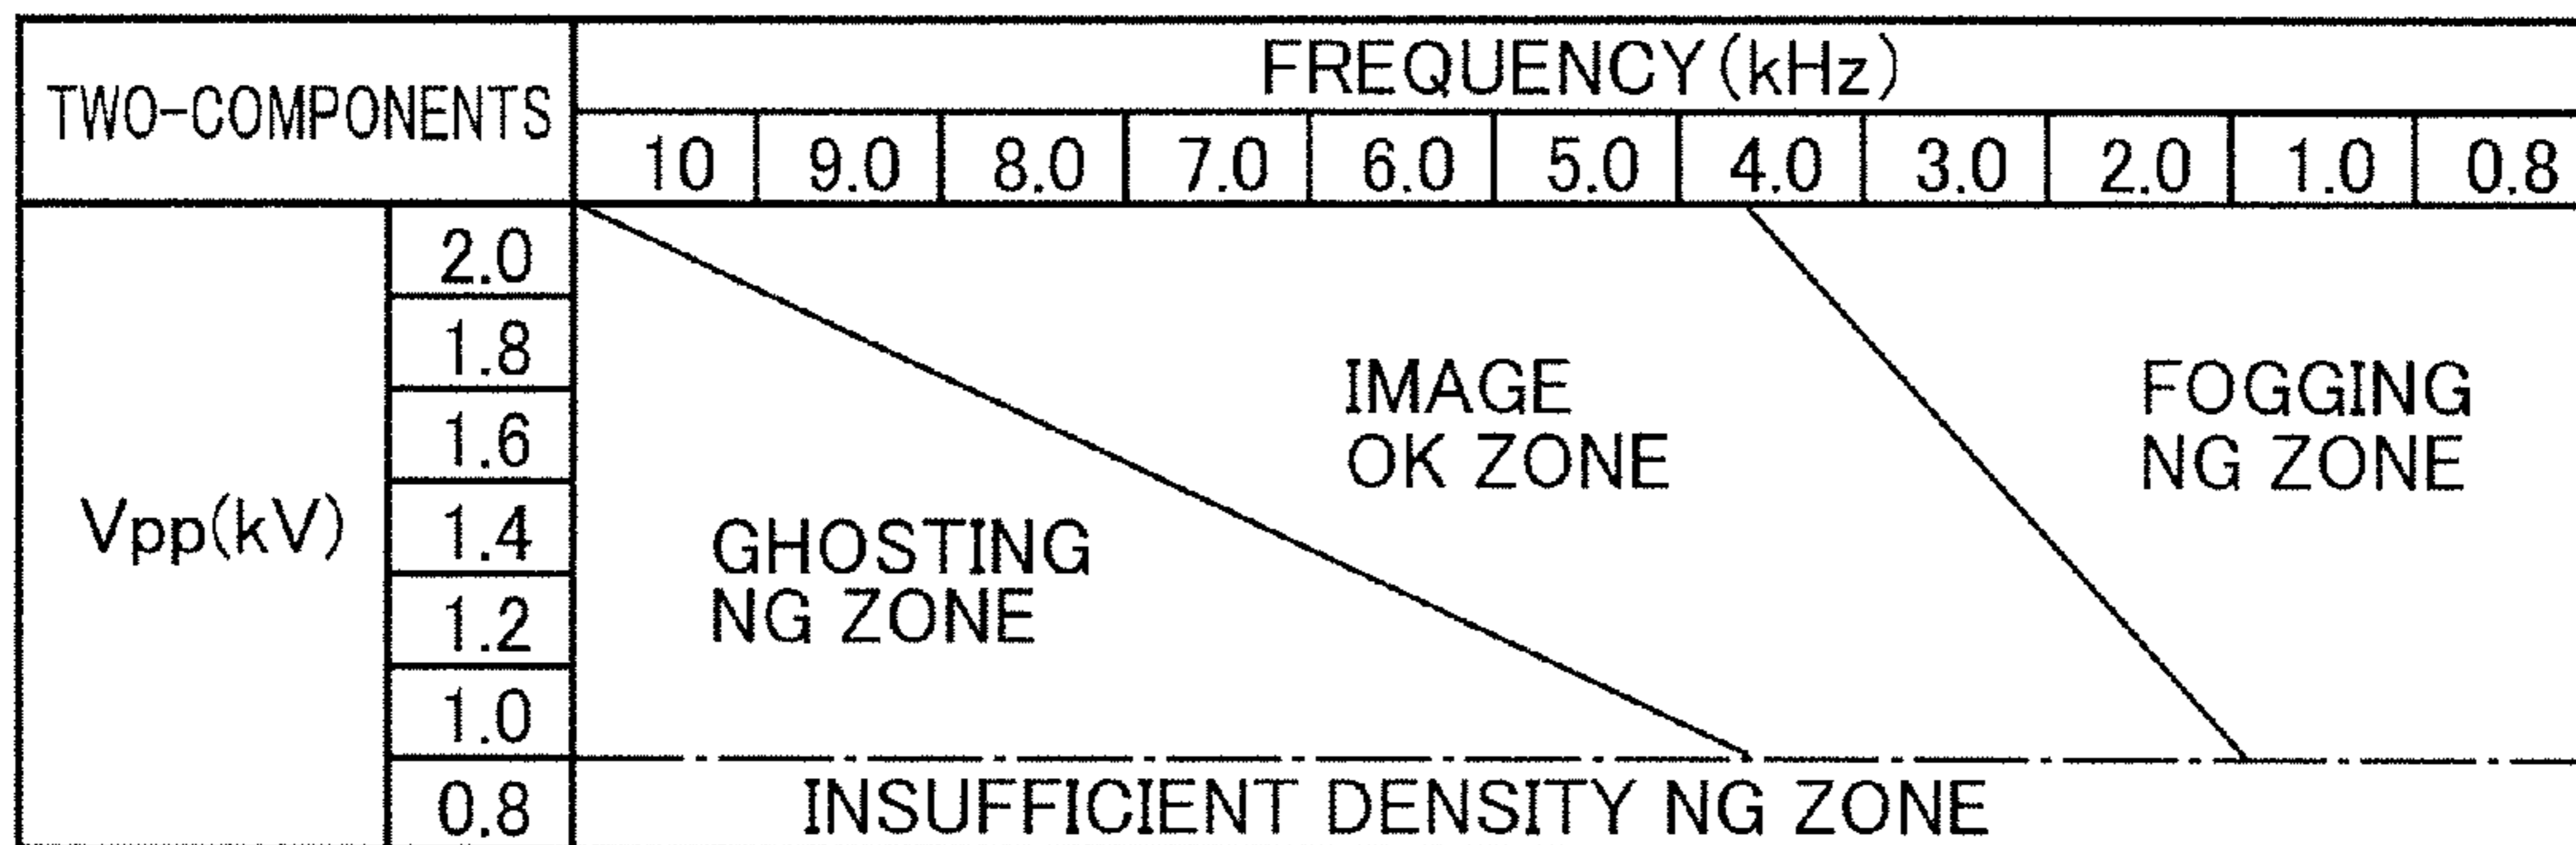 TWO-COMPONENTS
FREQUENCY(kHz)
10 9.0 8.0 7.0 6.0 5.0 4.0 3.0 2.0 1.0 0.8
Vpp(kV)
2.0
1.8
1.6
1.4
1.2
1.0
0.8
IMAGE
OK ZONE
FOGGING
NG ZONE
GHOSTING
NG ZONE
INSUFFICIENT DENSITY NG ZONE